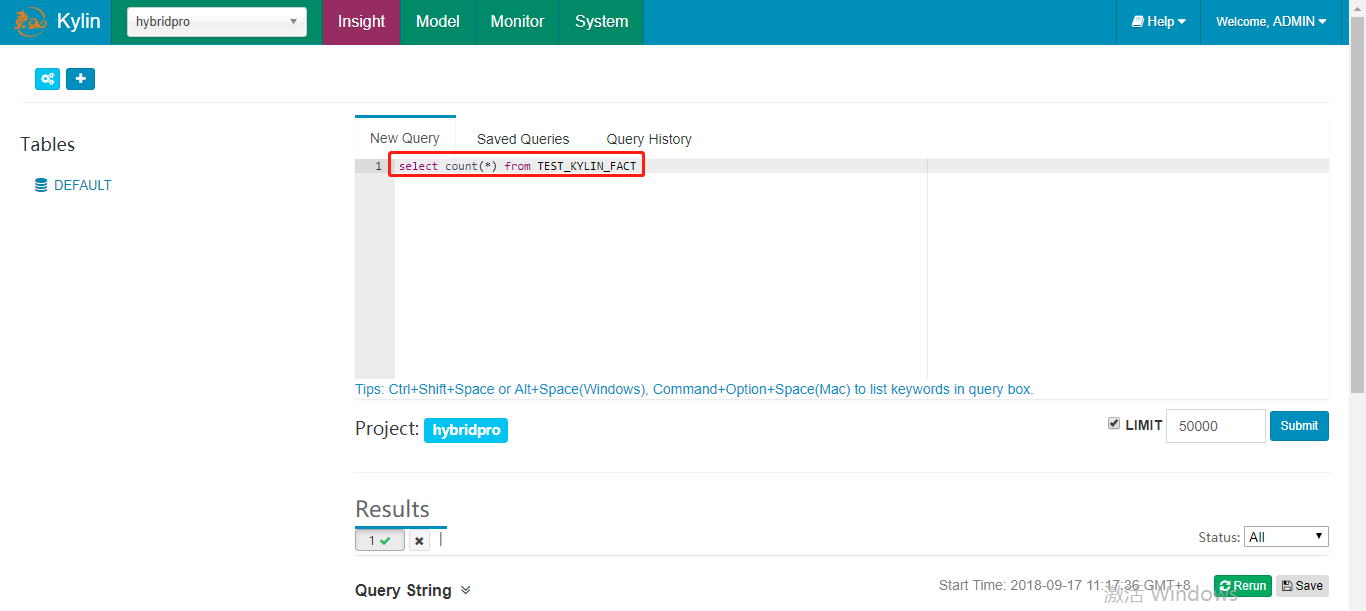 Kylin hybridpro Insight Model Monitor System Help Welcome, ADMIN
Tables
DEFAULT
New Query Saved Queries Query History
1 select count(*) from TEST_KYLIN_FACT
Tips: Ctrl+Shift+Space or Alt+Space(Windows), Command+Option+Space(Mac) to list keywords in query box.
Project: hybridpro LIMIT 50000 Submit
Results
1
Status: All
Query String Start Time: 2018-09-17 11:17:36 GMT+8 Rerun Save
激活 Windows